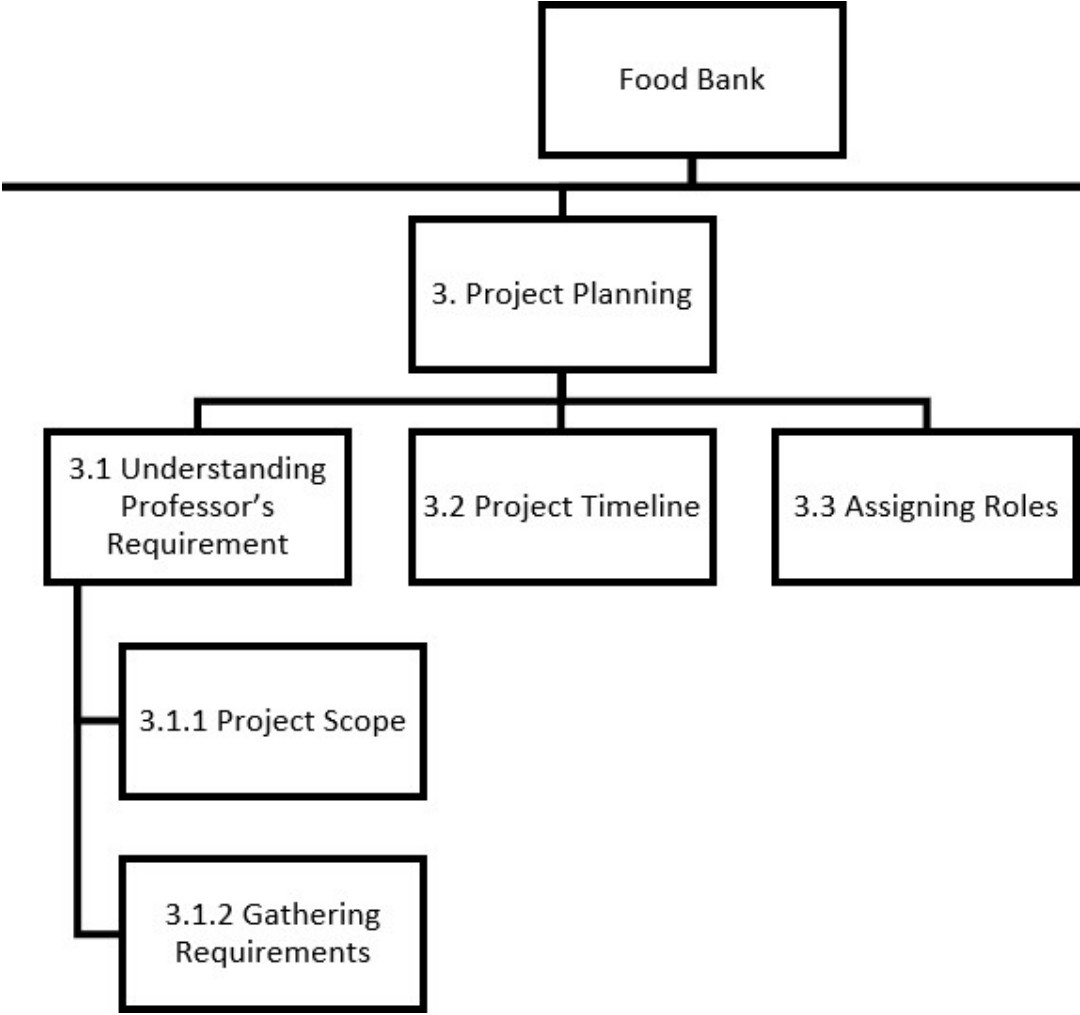 Food Bank
3. Project Planning
3.1 Understanding
Professor’s
Requirement
3.2 Project Timeline
3.3 Assigning Roles
3.1.1 Project Scope
3.1.2 Gathering
Requirements